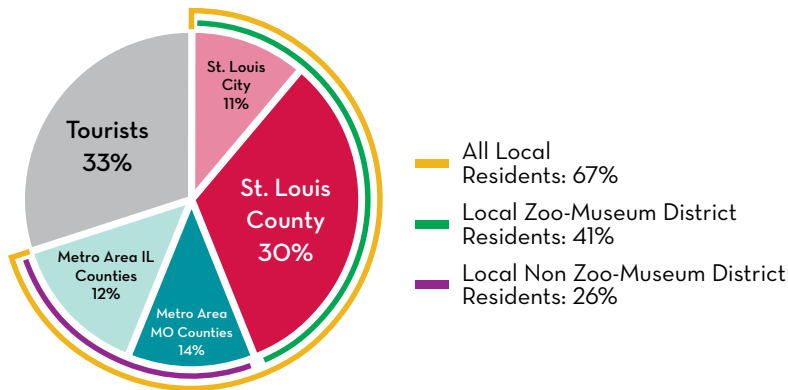 St. Louis
City
11%
Tourists
33%
St. Louis
County
30%
Metro Area IL
Counties
12%
Metro Area
MO Counties
14%
All Local
Residents: 67%
Local Zoo-Museum District
Residents: 41%
Local Non Zoo-Museum District
Residents: 26%